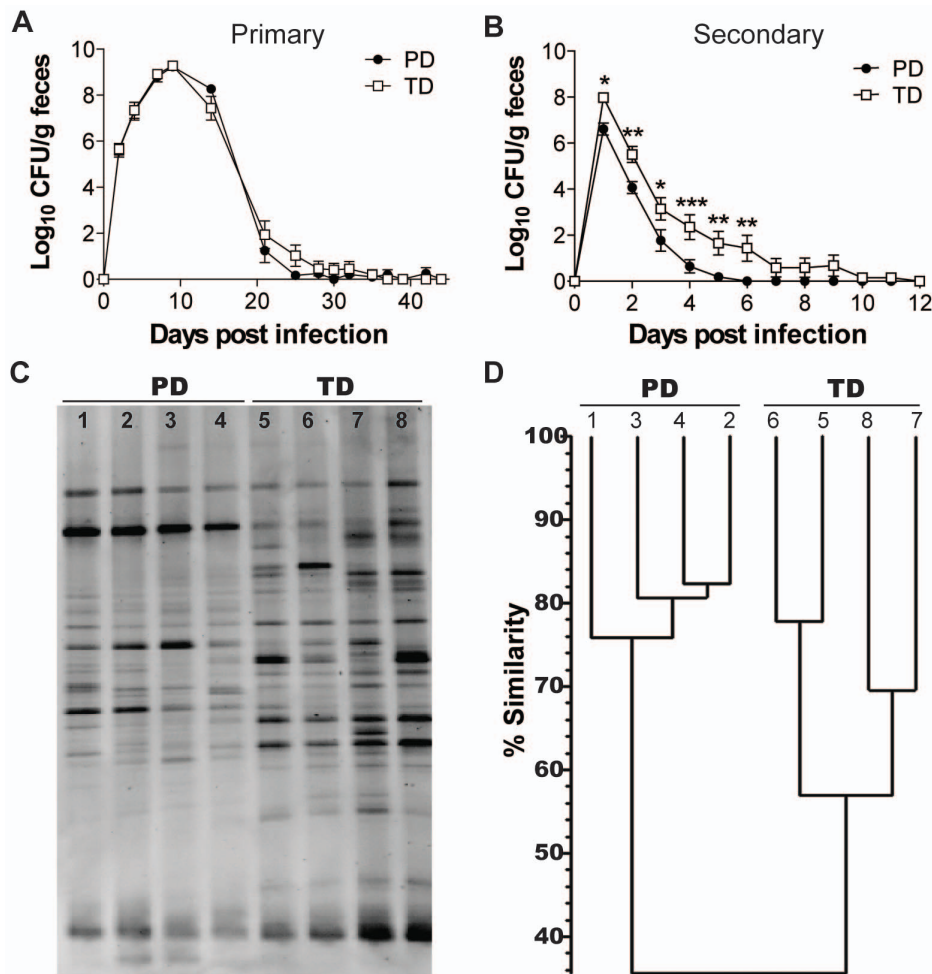 A
Primary
PD
TD
Log10 CFU/g feces
10
8
6
4
2
0
0 10 20 30 40
Days post infection
B
Secondary
PD
TD
Log10 CFU/g feces
10
8
6
4
2
0
* ** * *** ** **
0 2 4 6 8 10 12
Days post infection
C
PD TD
1 2 3 4 5 6 7 8
D
PD TD
1 3 4 2 6 5 8 7
% Similarity
100
90
80
70
60
50
40